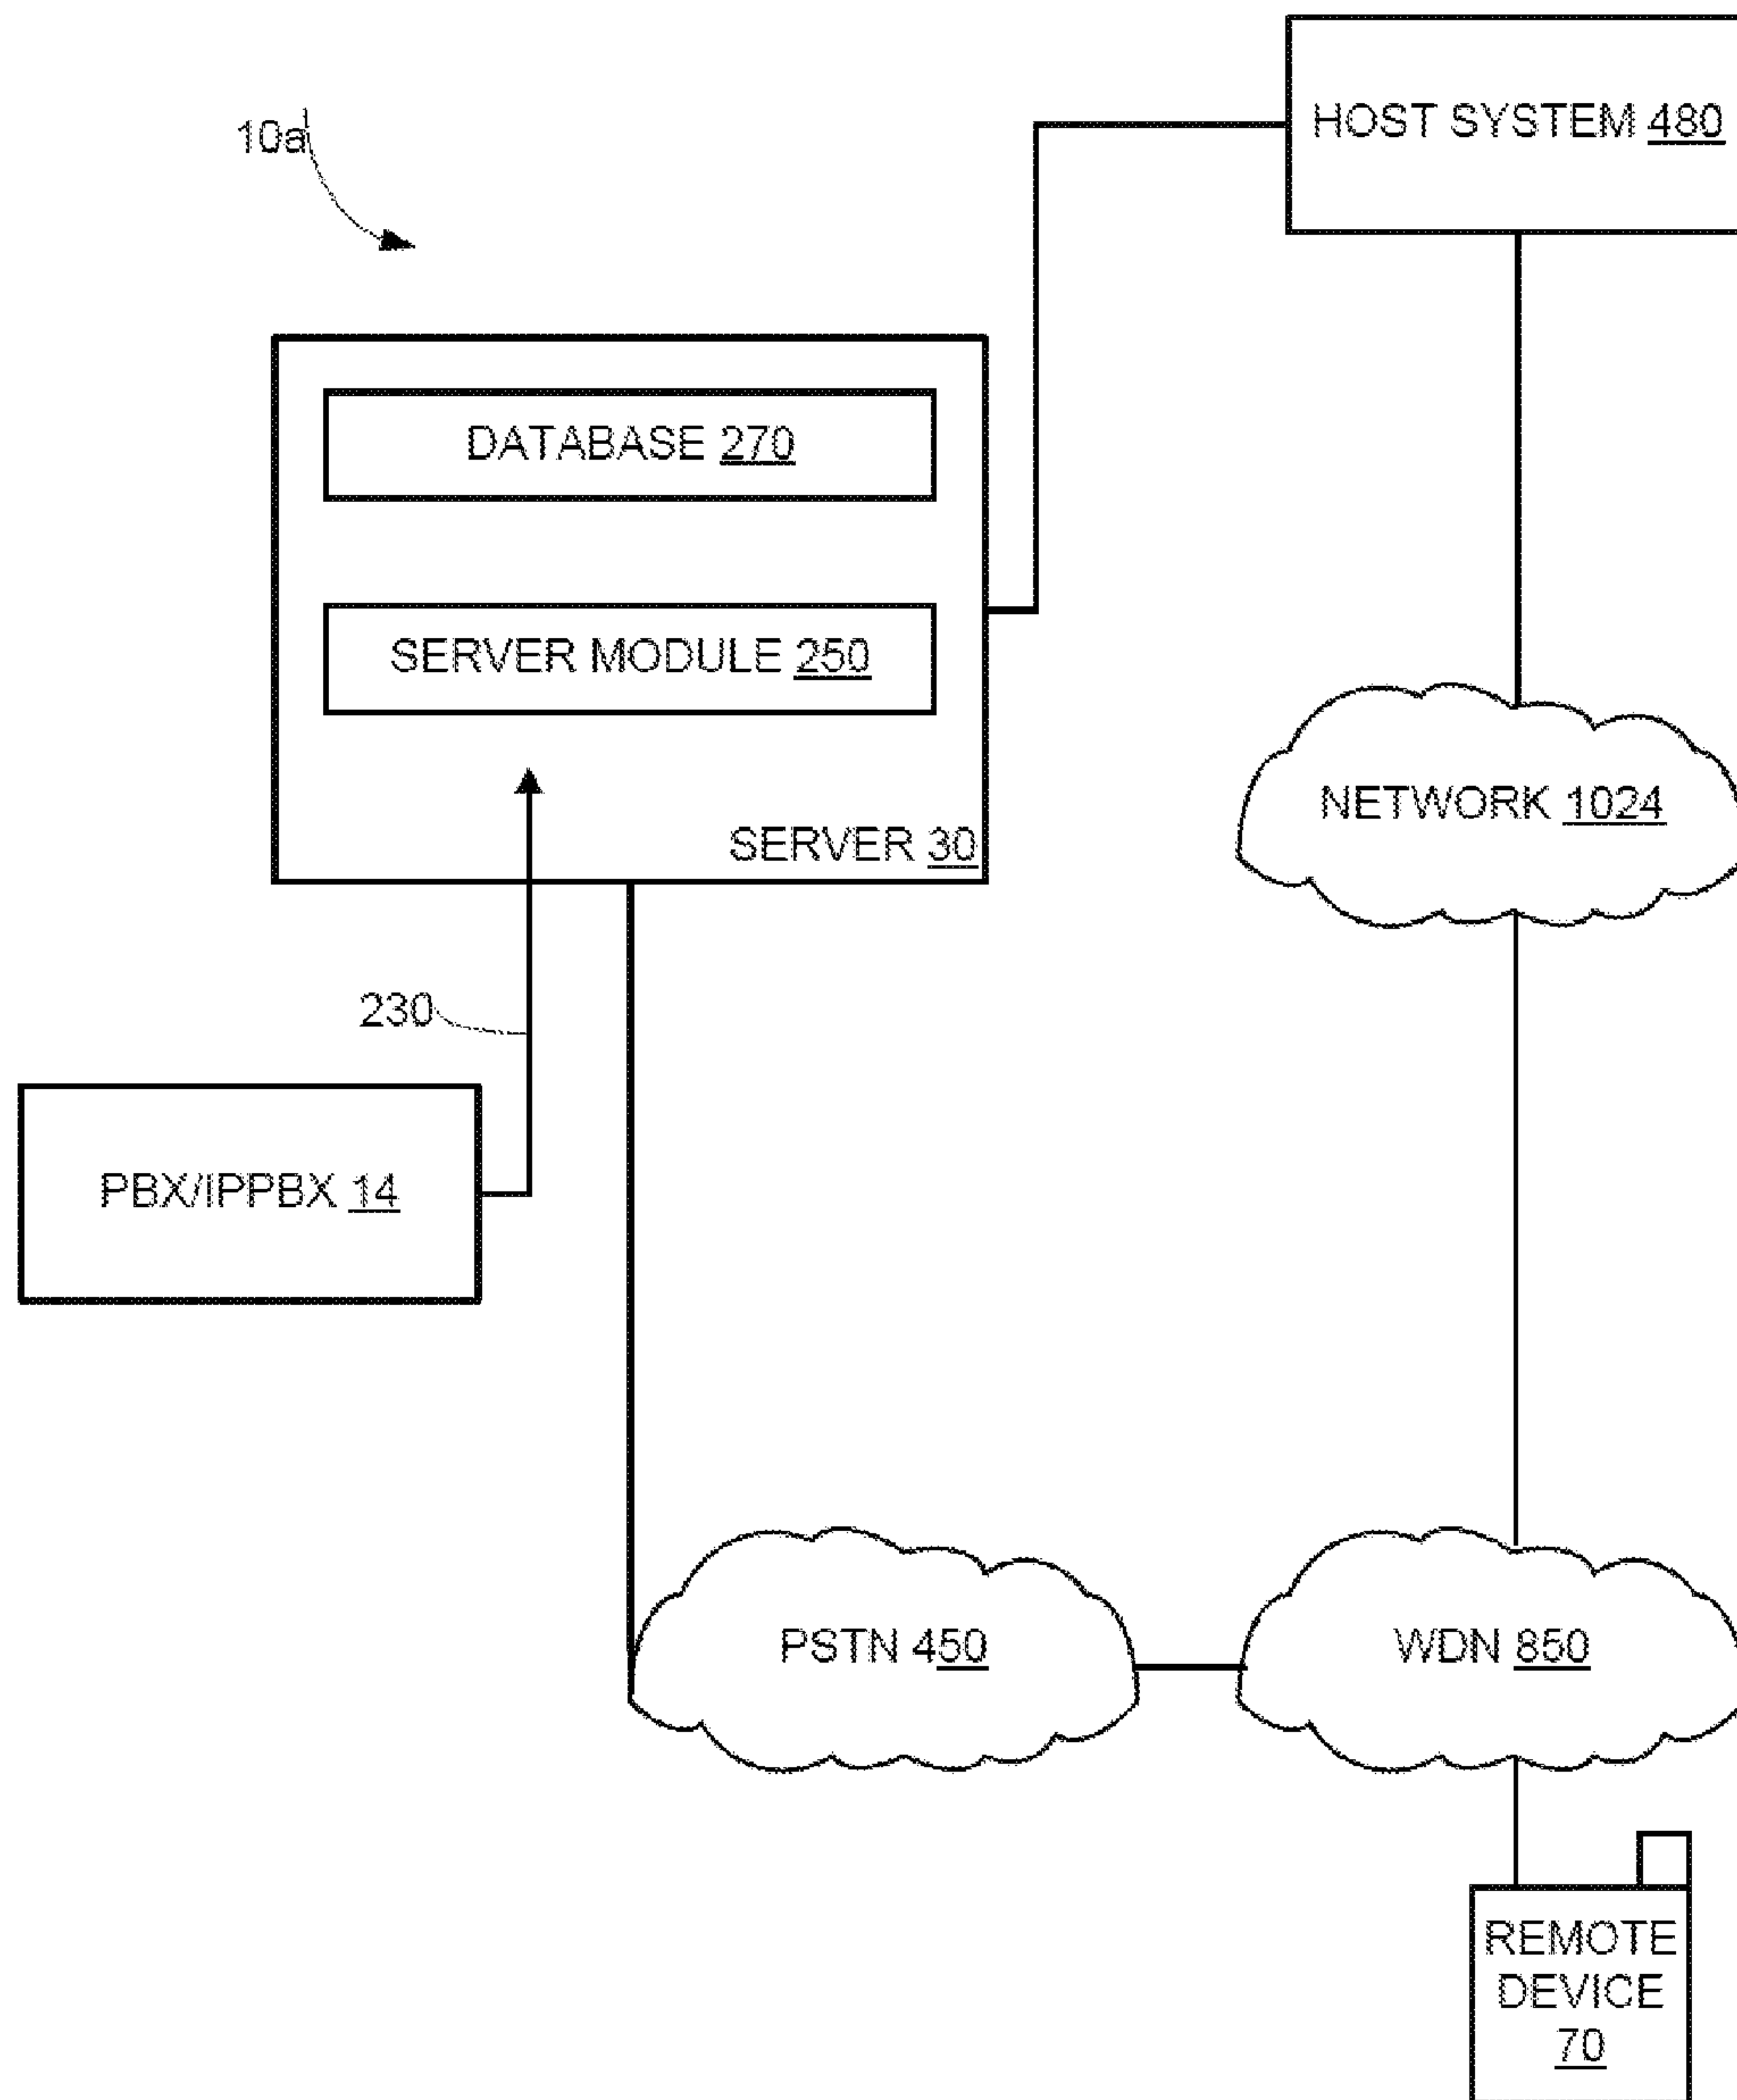 HOST SYSTEM 480
10a
DATABASE 270
SERVER MODULE 250
NETWORK 1024
SERVER 30
230
PBX/IPPBX 14
PSTN 450
WDN 850
REMOTE
DEVICE
70